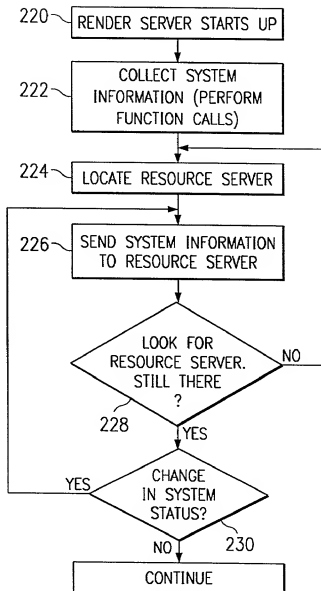 220
RENDER SERVER STARTS UP
222
COLLECT SYSTEM
INFORMATION (PERFORM
FUNCTION CALLS)
224
LOCATE RESOURCE SERVER
226
SEND SYSTEM INFORMATION
TO RESOURCE SERVER
LOOK FOR
RESOURCE SERVER.
STILL THERE
?
NO
228
YES
YES
CHANGE
IN SYSTEM
STATUS?
NO
230
CONTINUE